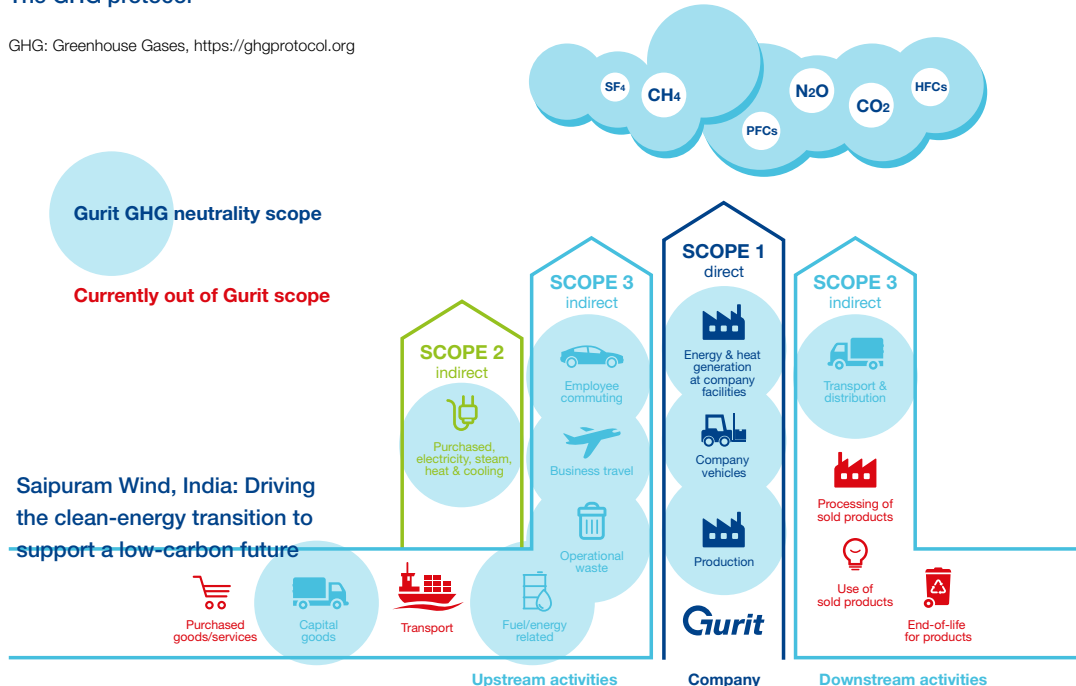 GHG: Greenhouse Gases, https://ghgprotocol.org
SF4
CH4
PFCs
N2O
CO2
HFCs
Gurit GHG neutrality scope
Currently out of Gurit scope
SCOPE 2
indirect
Purchased,
electricity, steam,
heat & cooling
SCOPE 3
indirect
Employee
commuting
Business travel
Operational
waste
SCOPE 1
direct
Energy & heat
generation
at company
facilities
Company
vehicles
Production
Gurit
SCOPE 3
indirect
Transport &
distribution
Processing of
sold products
Use of
sold products
End-of-life
for products
Saipuram Wind, India: Driving
the clean-energy transition to
support a low-carbon future
Purchased
goods/services
Capital
goods
Transport
Fuel/energy
related
Upstream activities
Company
Downstream activities